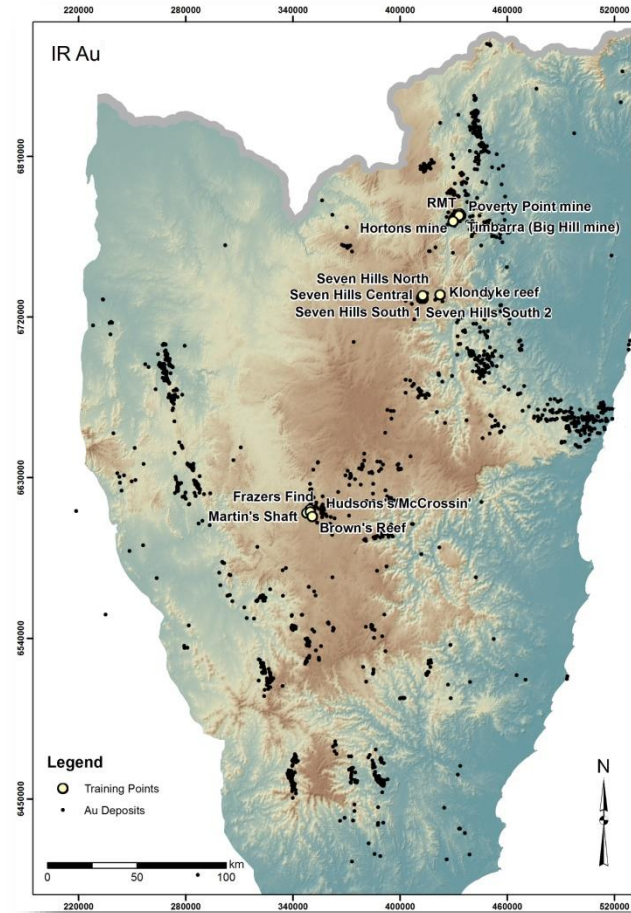 220000 280000 340000 400000 460000 520000
IR Au
6810000
RMT
Poverty Point mine
Hortons mine
Timbarra (Big Hill mine)
Seven Hills North
Seven Hills Central
Klondyke reef
6720000
Seven Hills South 1 Seven Hills South 2
6630000
Frazers Find
Hudsons's/McCrossin'
Martin's Shaft
Brown's Reef
6540000
Legend
Training Points
Au Deposits
N
6450000
km
0 50 100
220000 280000 340000 400000 460000 520000